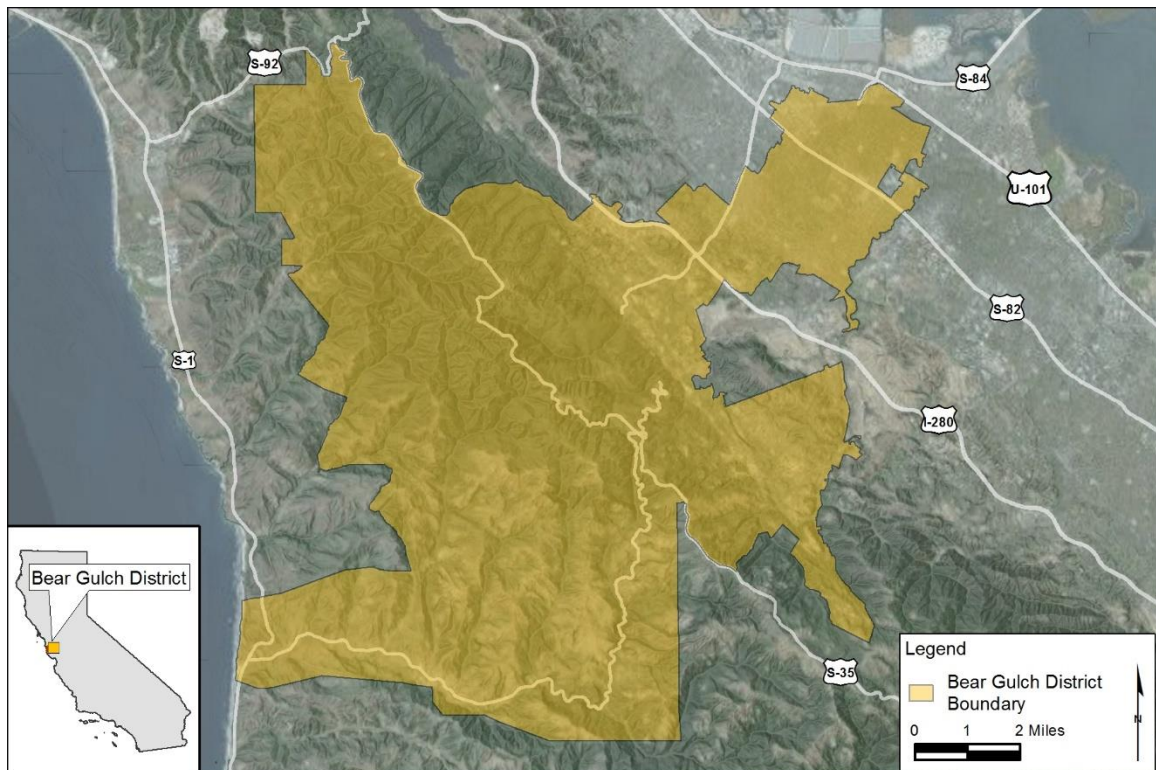 S-92
S-84
U-101
S-82
S-1
I-280
S-35
Bear Gulch District
Legend
Bear Gulch District
Boundary
0 1 2 Miles
N